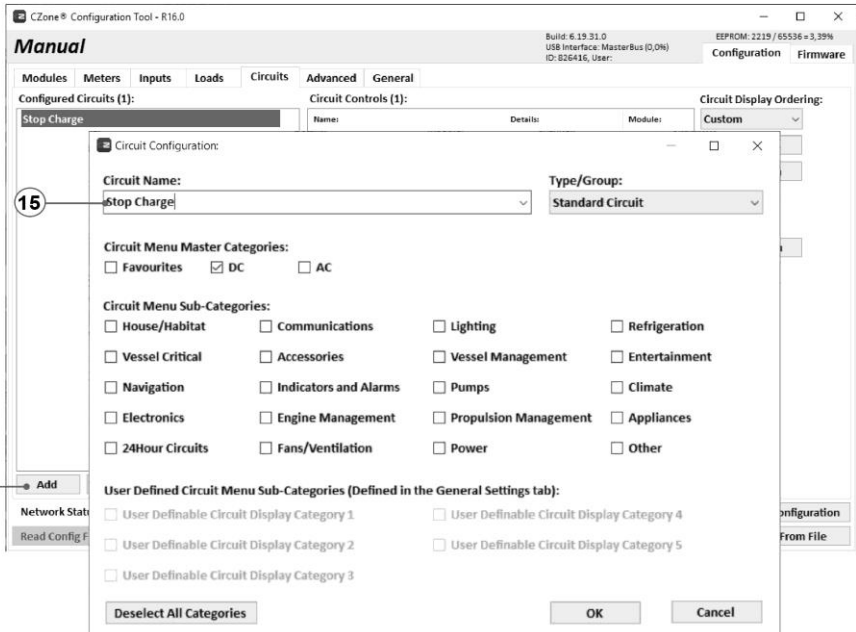 CZone® Configuration Tool - R16.0
Manual
Build: 6.19.31.0
USB Interface: MasterBus (0,0%)
ID: 826416, User:
EEPROM: 2219 / 65536 = 3,39%
Configuration Firmware
Modules Meters Inputs Loads Circuits Advanced General
Configured Circuits (1): Circuit Controls (1): Circuit Display Ordering:
Stop Charge Name: Details: Module: Custom
Circuit Configuration:
Circuit Name: Type/Group:
15 Stop Charge Standard Circuit
Circuit Menu Master Categories:
Favourites DC AC
Circuit Menu Sub-Categories:
House/Habitat Communications Lighting Refrigeration
Vessel Critical Accessories Vessel Management Entertainment
Navigation Indicators and Alarms Pumps Climate
Electronics Engine Management Propulsion Management Appliances
24Hour Circuits Fans/Ventilation Power Other
Add
User Defined Circuit Menu Sub-Categories (Defined in the General Settings tab):
Network
User Definable Circuit Display Category 1 User Definable Circuit Display Category 4
Read Config From File
User Definable Circuit Display Category 2 User Definable Circuit Display Category 5
User Definable Circuit Display Category 3
Deselect All Categories OK Cancel